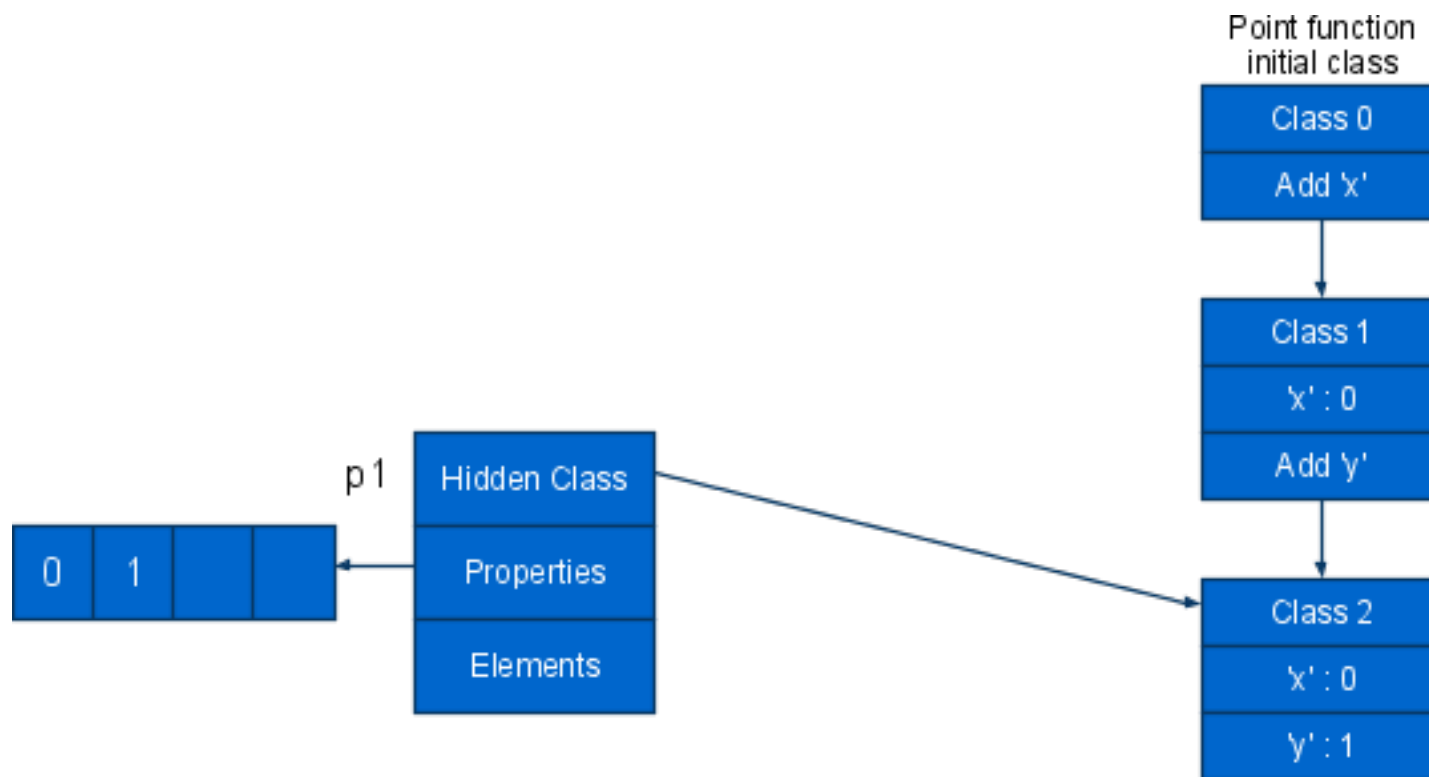 Point function
initial class
Class 0
Add 'x'
Class 1
'x' : 0
Add 'y'
p1
Hidden Class
Properties
Elements
0 1
Class 2
'x' : 0
'y' : 1